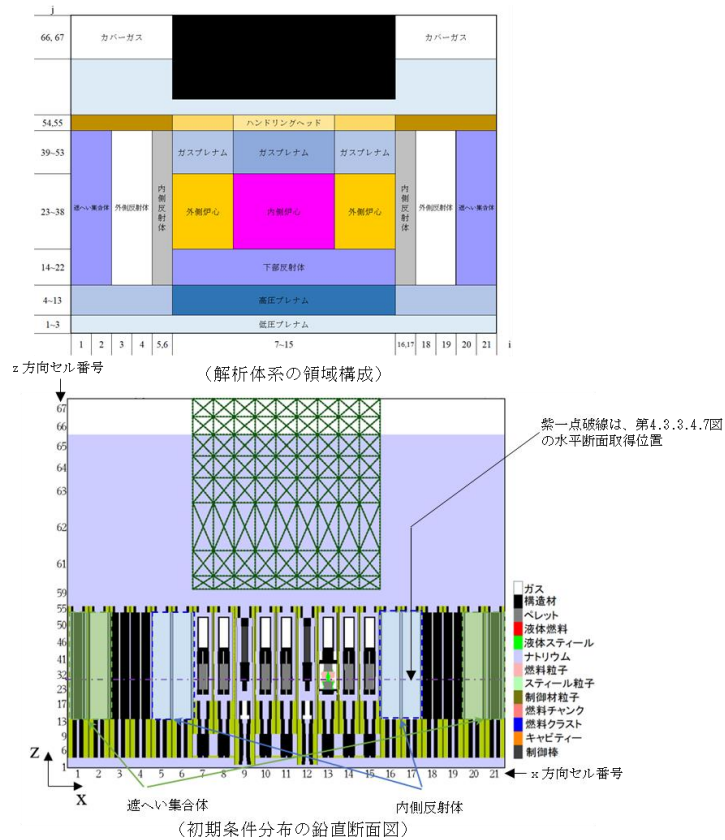 j
66, 67
カバーガス
カバーガス
54,55
ハンドリングヘッド
39~53
ガスプレナム
ガスプレナム
ガスプレナム
23~38
遮へい集合体
外側反射体
内側反射体
外側炉心
内側炉心
外側炉心
内側反射体
外側反射体
遮へい集合体
14~22
下部反射体
4~13
高圧プレナム
1~3
低圧プレナム
1 2 3 4 5,6 7~15 16,17 18 19 20 21 i
(解析体系の領域構成)
z方向セル番号
67
66
65
64
63
62
61
59
55
50
46
41
32
23
17
13
9
6
1
紫一点破線は、第4.3.3.4.7図
の水平断面取得位置
ガス
構造材
ペレット
液体燃料
液体スティール
ナトリウム
燃料粒子
スティール粒子
制御材粒子
燃料チャンク
燃料クラスト
キャビティー
制御棒
Z
X
1 2 3 4 5 6 7 8 9 10 11 12 13 14 15 16 17 18 19 20 21
x方向セル番号
遮へい集合体
内側反射体
(初期条件分布の鉛直断面図)